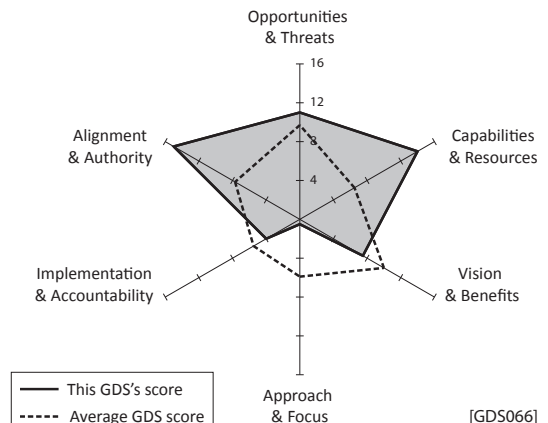 Opportunities
& Threats
16
12
8
4
Alignment
& Authority
Capabilities
& Resources
Implementation
& Accountability
Vision
& Benefits
Approach
& Focus
This GDS's score
Average GDS score
[GDS066]